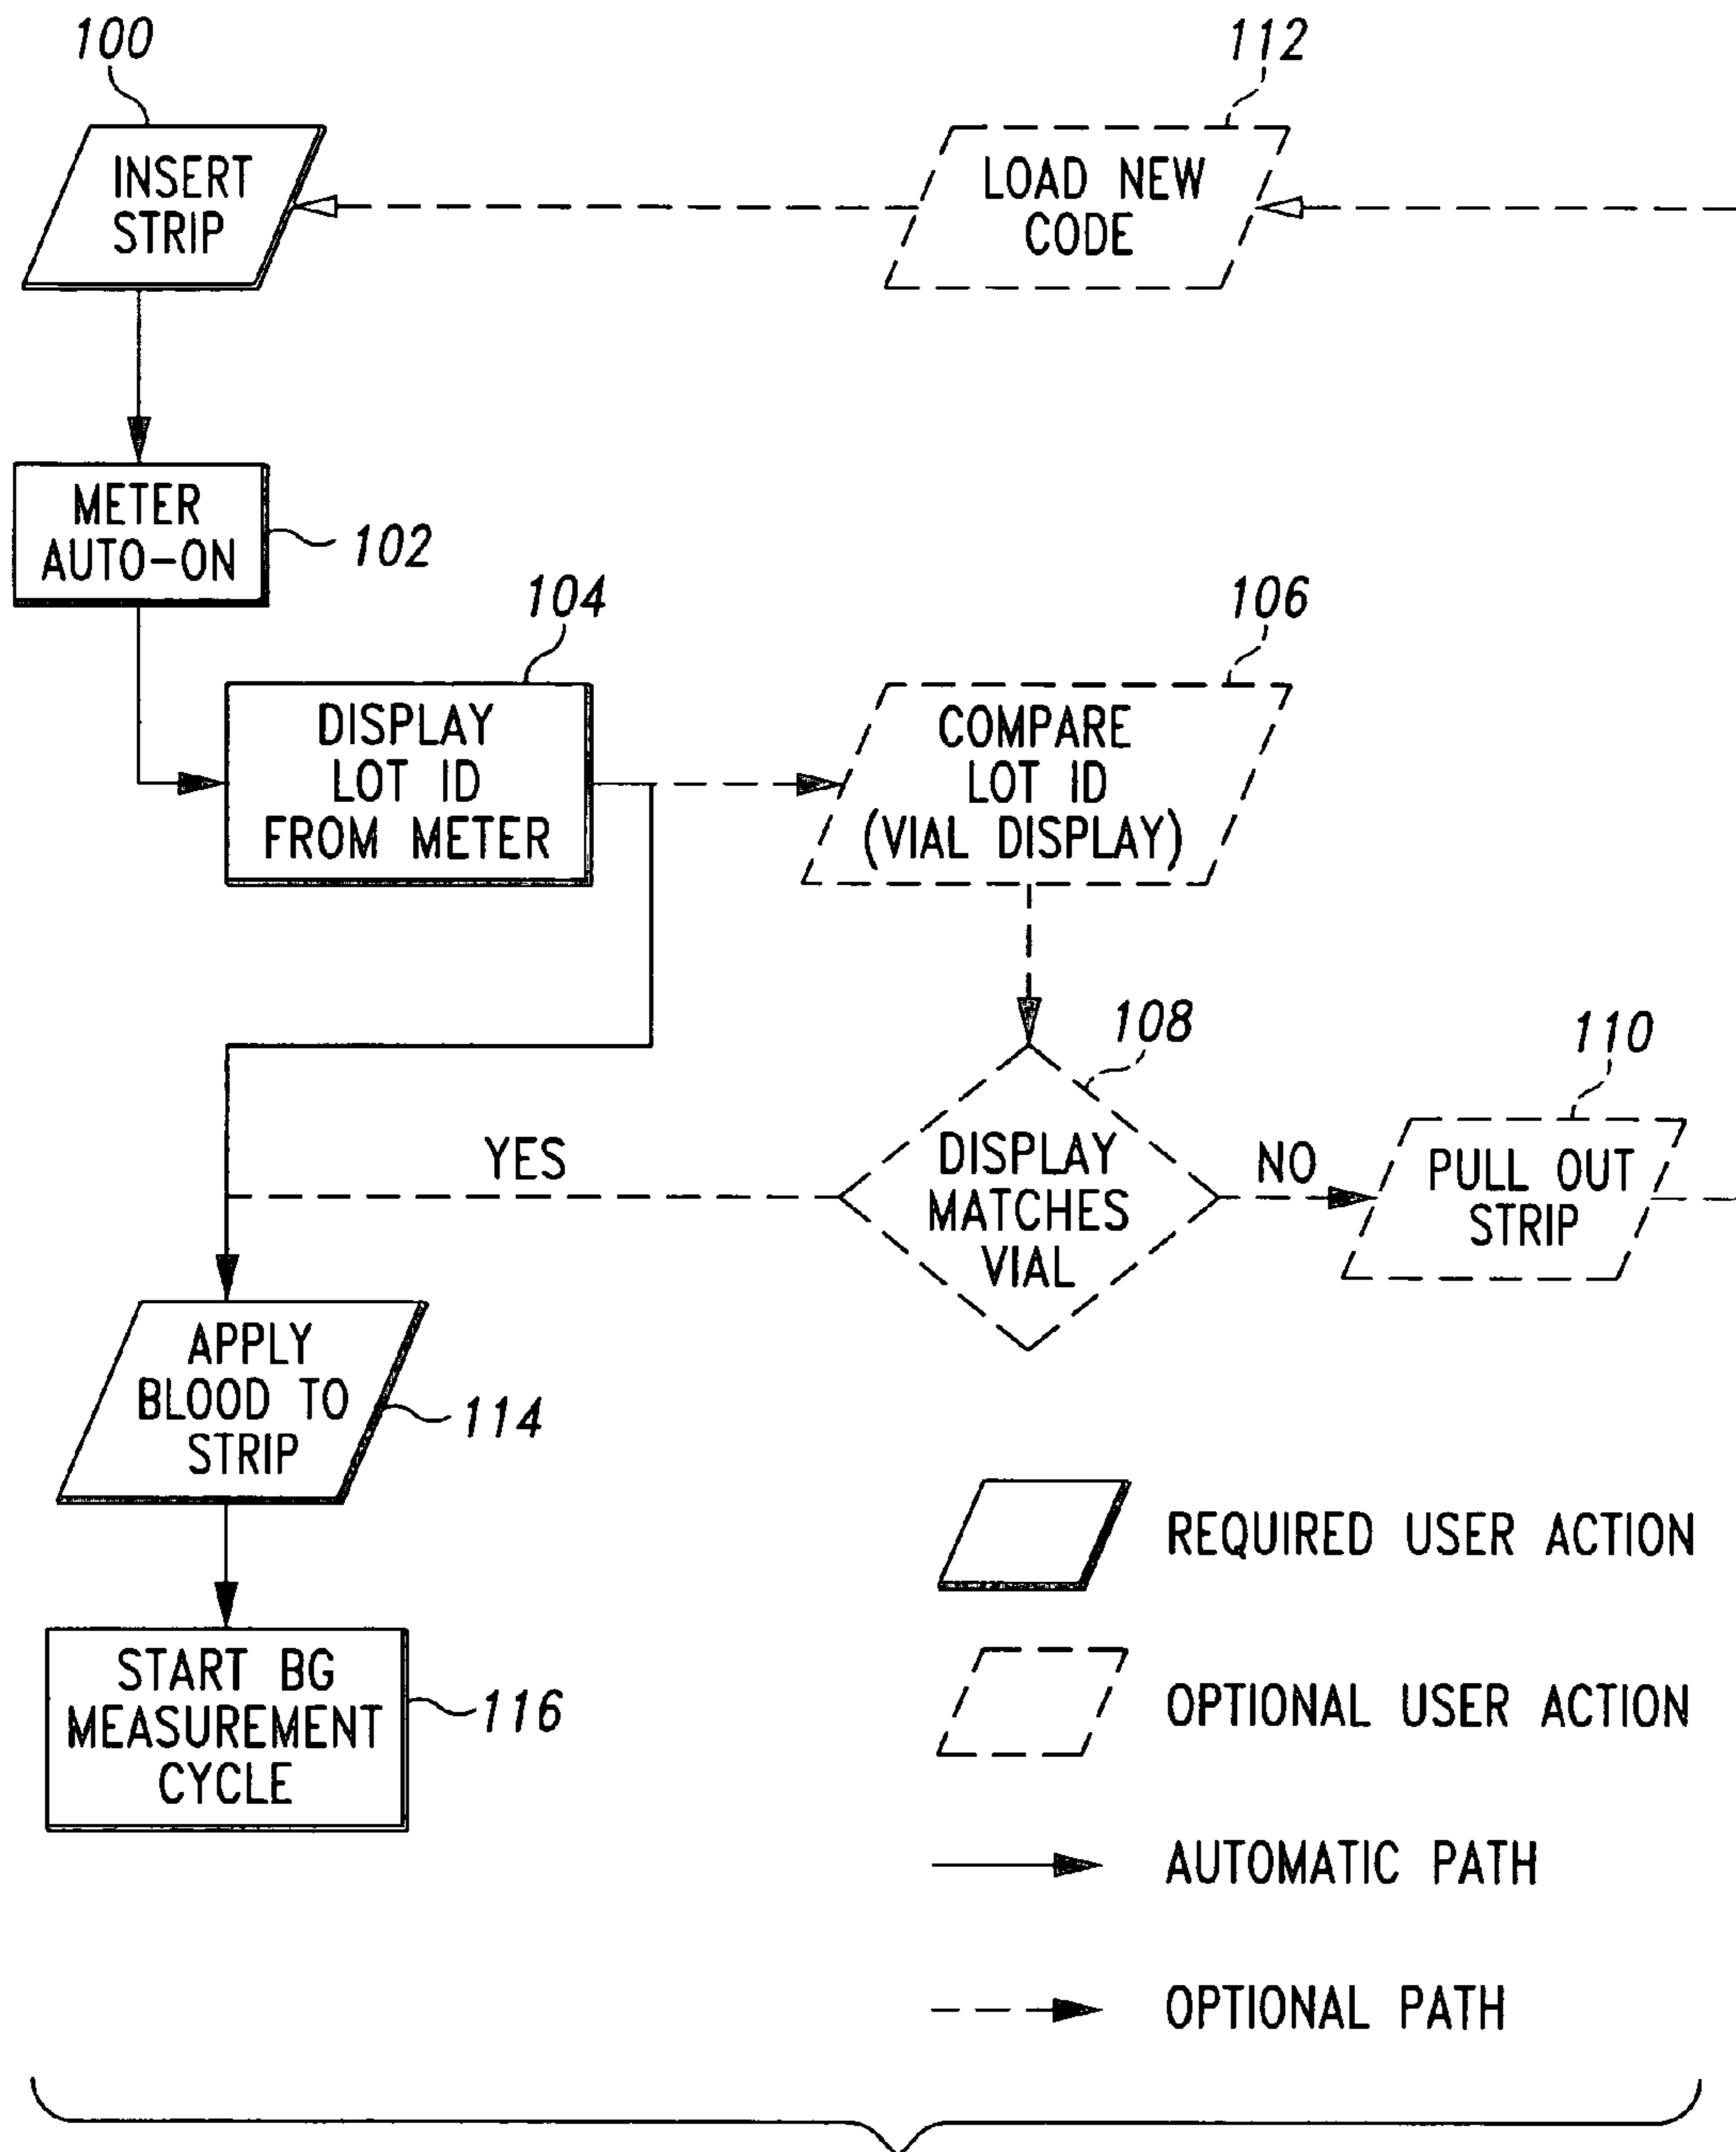 100
112
INSERT
STRIP
LOAD NEW
CODE
METER
AUTO-ON
102
104
106
DISPLAY
LOT ID
FROM METER
COMPARE
LOT ID
(VIAL DISPLAY)
108
110
YES
DISPLAY
MATCHES
VIAL
NO
PULL OUT
STRIP
APPLY
BLOOD TO
STRIP
114
REQUIRED USER ACTION
START BG
MEASUREMENT
CYCLE
116
OPTIONAL USER ACTION
AUTOMATIC PATH
OPTIONAL PATH